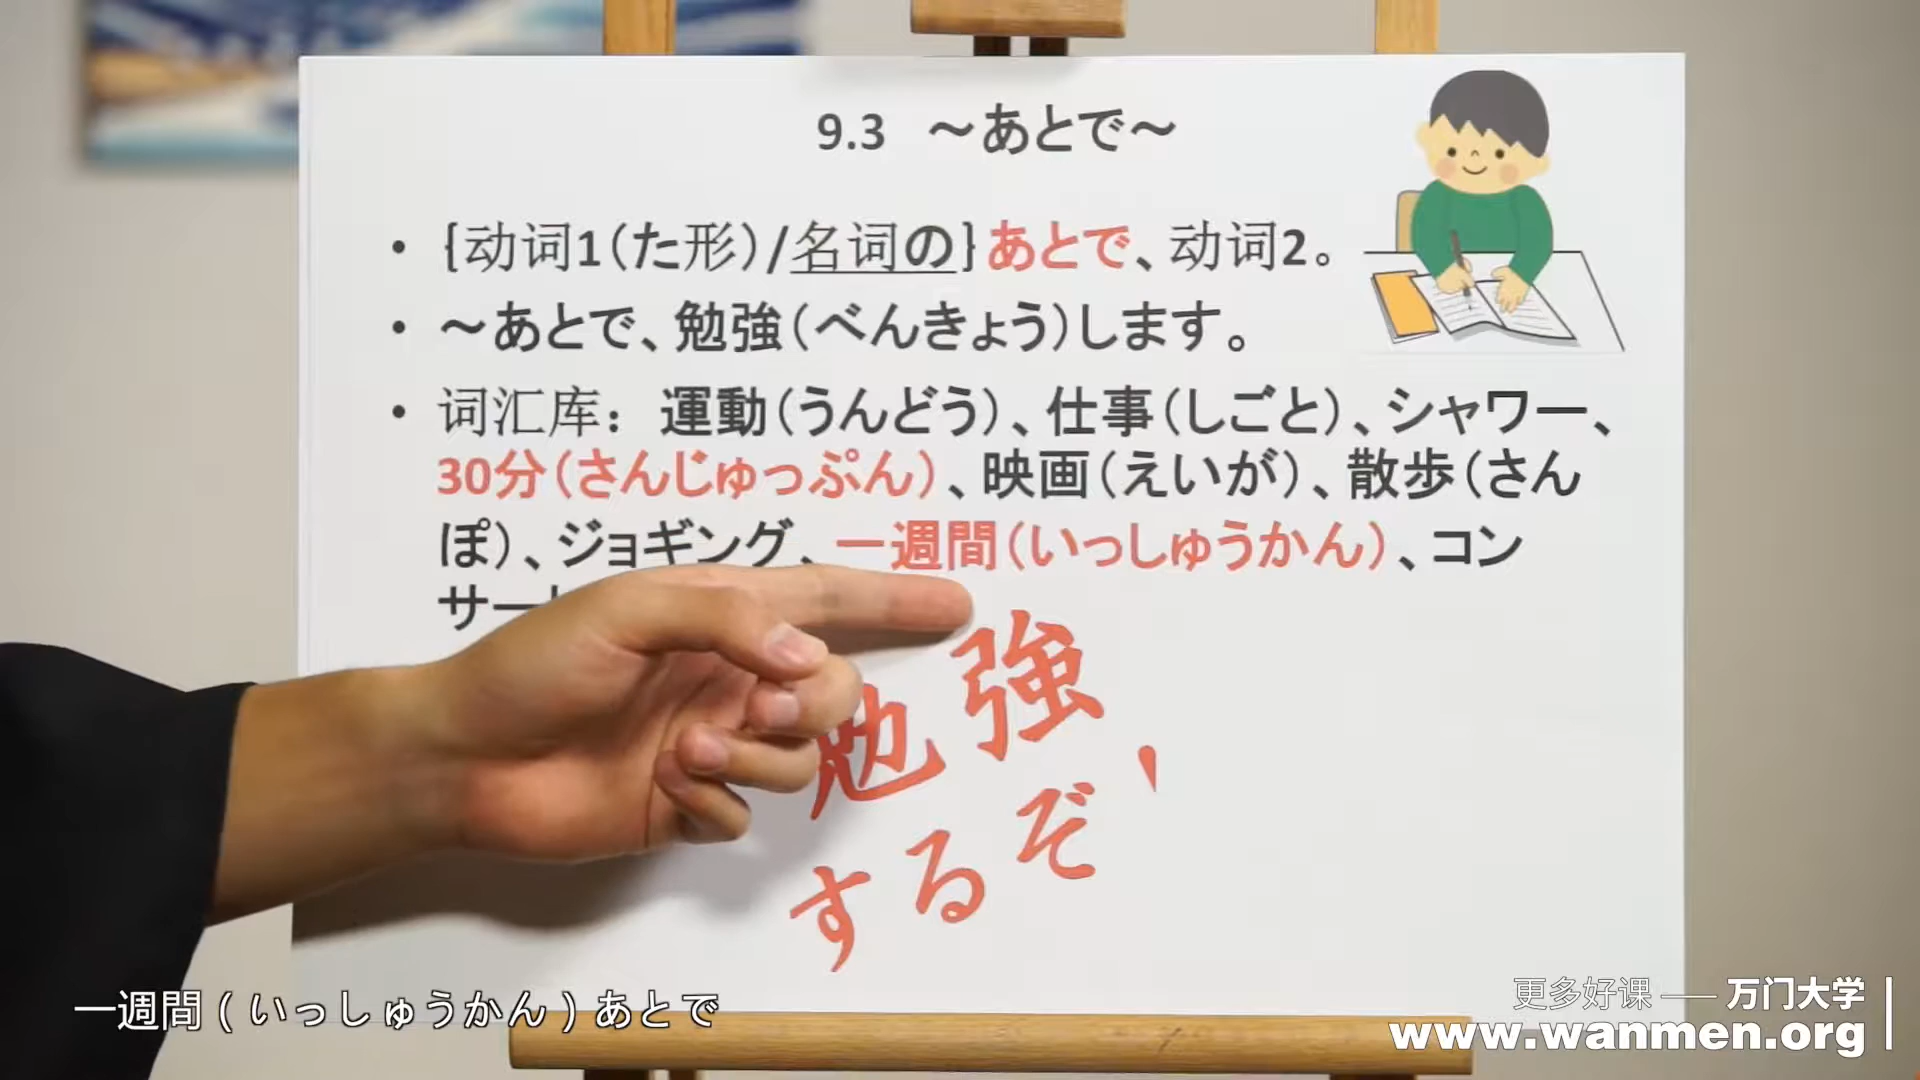 9.3 ～あとで～
• {动词1（た形）/名词の}あとで、动词2。
• ～あとで、勉強（べんきょう）します。
• 词汇库：運動（うんどう）、仕事（しごと）、シャワー、
30分（さんじゅっぷん）、映画（えいが）、散歩（さん
ぽ）、ジョギング、一週間（いっしゅうかん）、コン
サー
勉強
するぞ
一週間(いっしゅうかん)あとで
更多好课 —— 万门大学
www.wanmen.org